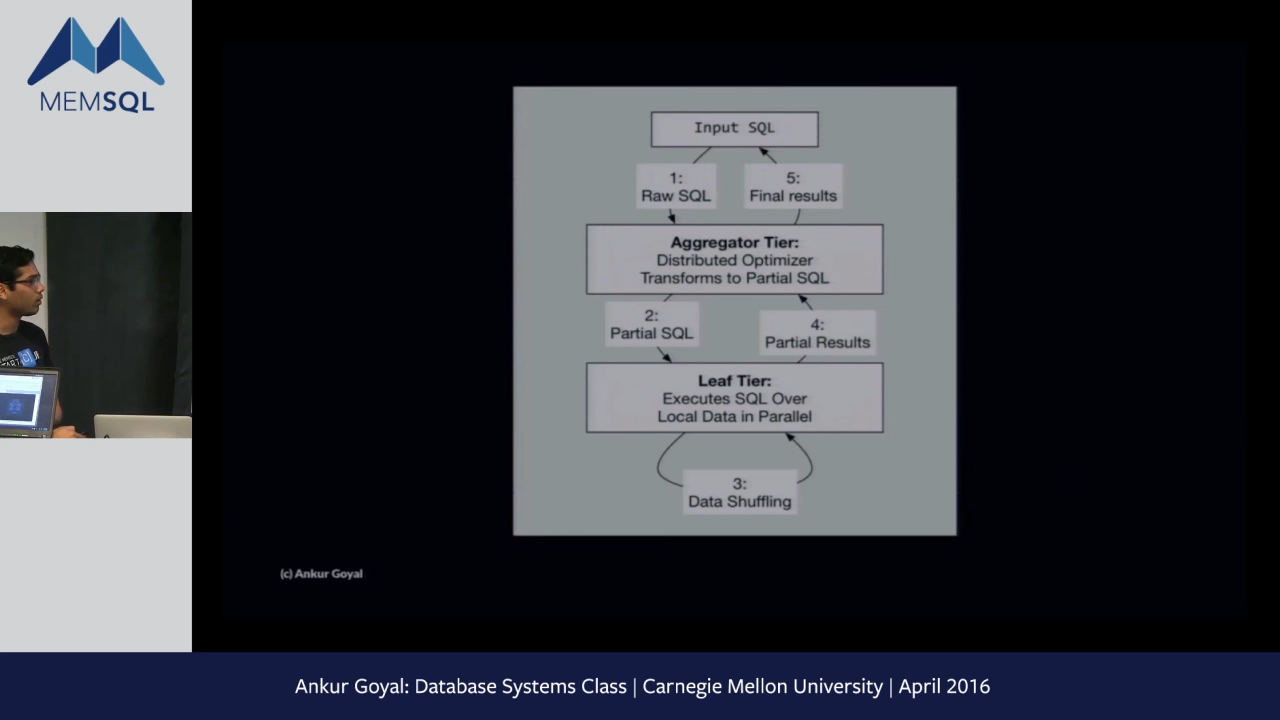 MEMSQL
Input SQL
1:
Raw SQL
5:
Final results
Aggregator Tier:
Distributed Optimizer
Transforms to Partial SQL
2:
Partial SQL
4:
Partial Results
Leaf Tier:
Executes SQL Over
Local Data in Parallel
3:
Data Shuffling
(c) Ankur Goyal
Ankur Goyal: Database Systems Class | Carnegie Mellon University | April 2016